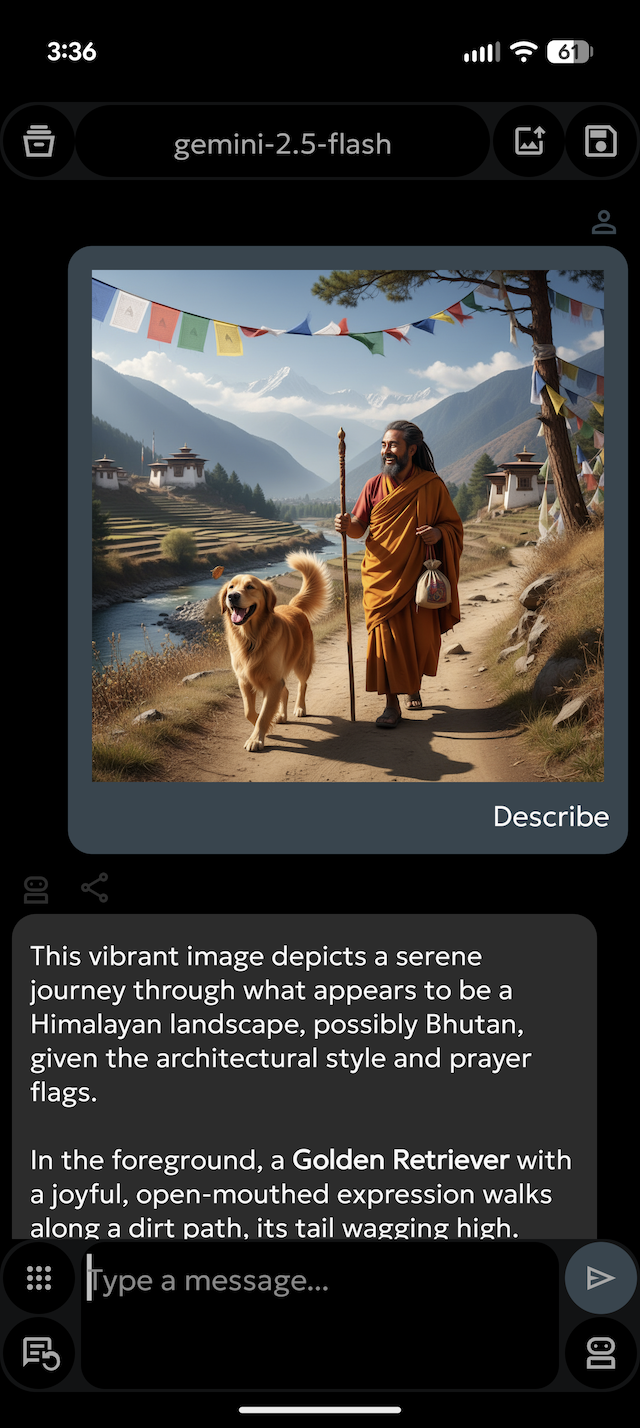 3:36
61
gemini-2.5-flash
Describe
This vibrant image depicts a serene
journey through what appears to be a
Himalayan landscape, possibly Bhutan,
given the architectural style and prayer
flags.
In the foreground, a Golden Retriever with
a joyful, open-mouthed expression walks
along a dirt path, its tail wagging high.
Type a message...